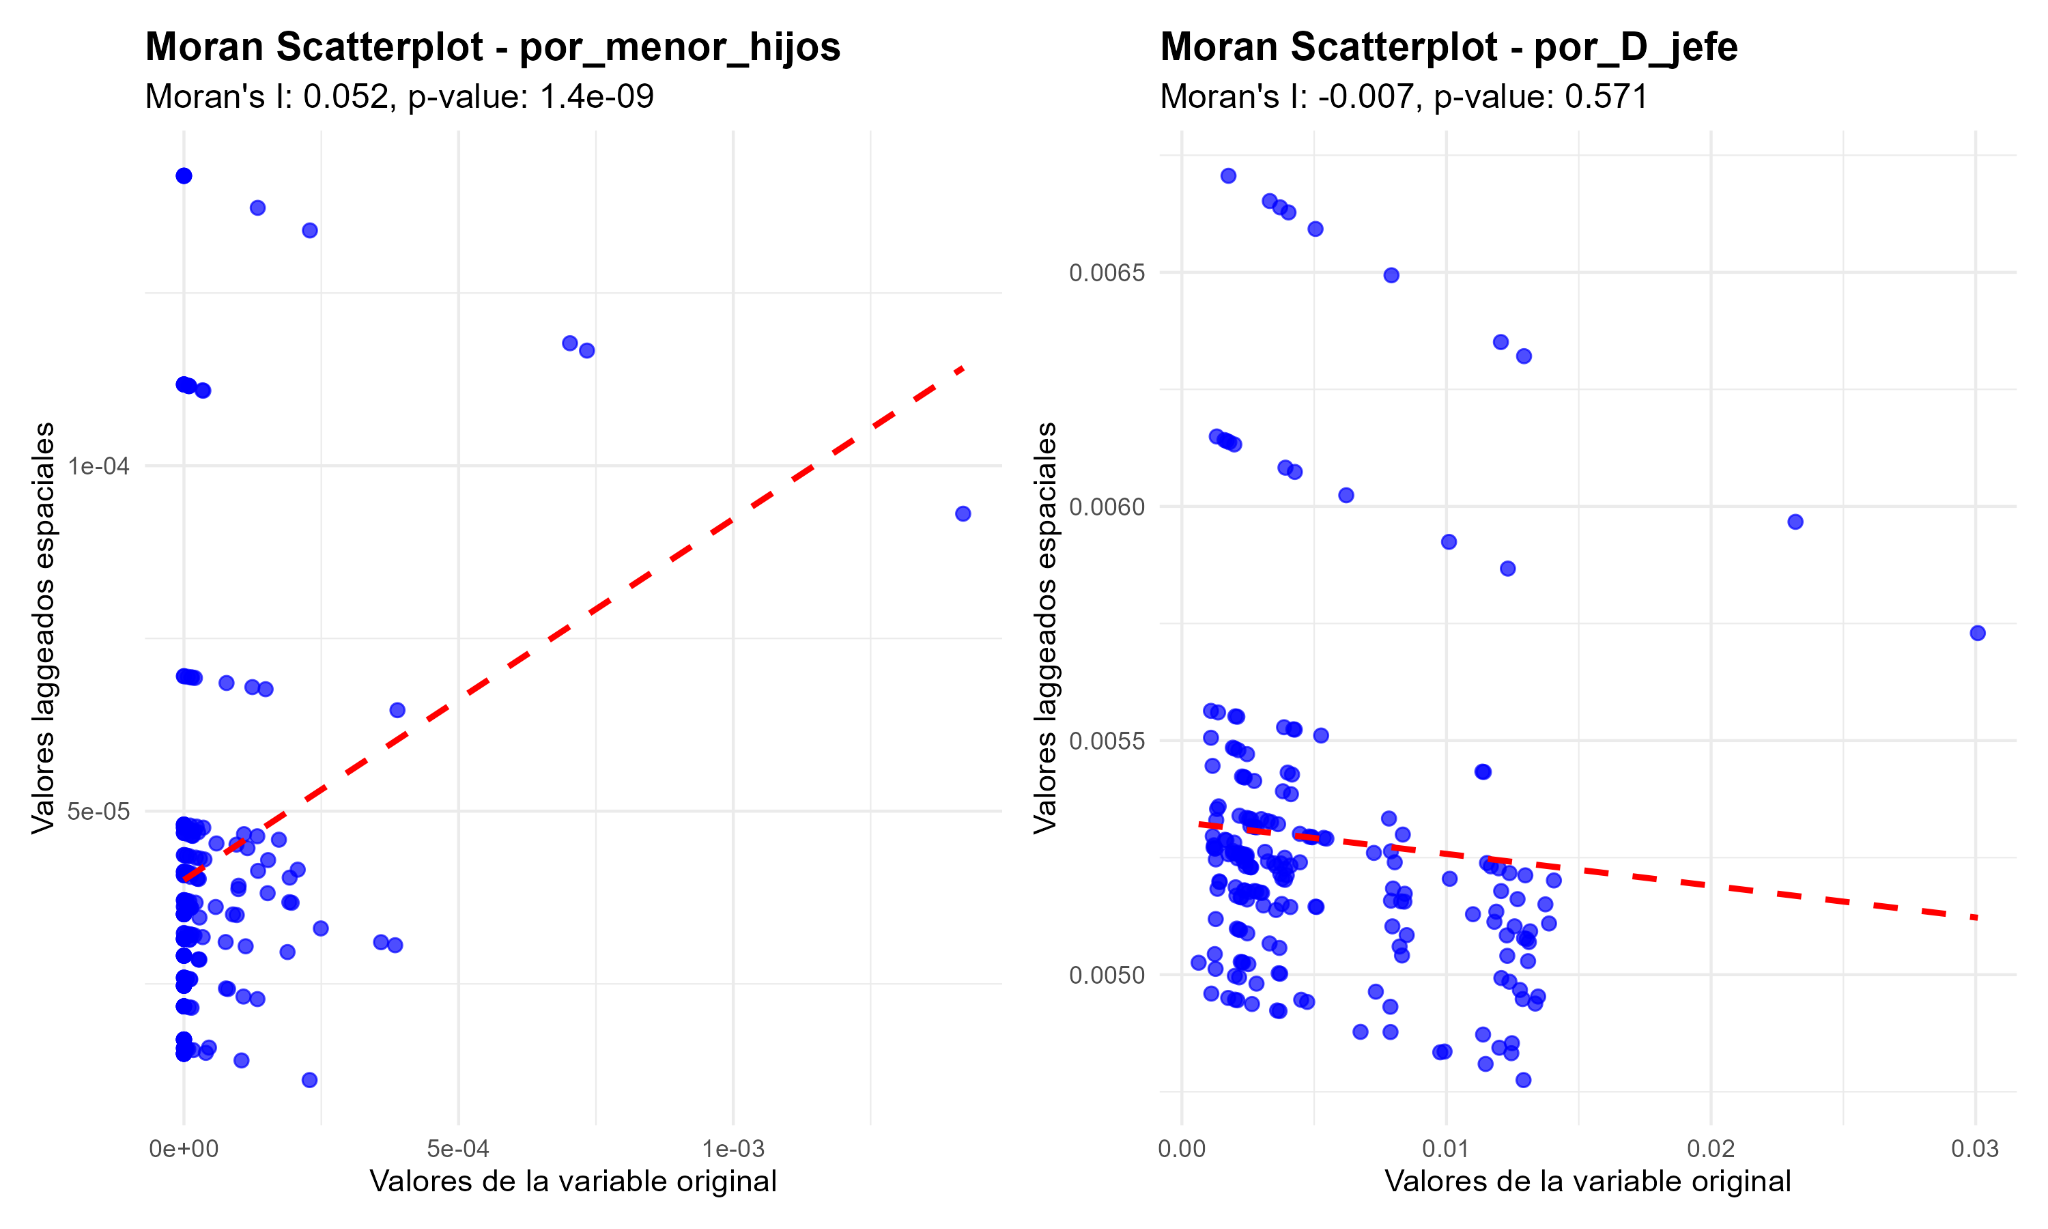 Moran Scatterplot - por_menor_hijos
Moran's I: 0.052, p-value: 1.4e-09
Valores laggeados espaciales
1e-04
5e-05
0e+00
5e-04
1e-03
Valores de la variable original
Moran Scatterplot - por_D_jefe
Moran's I: -0.007, p-value: 0.571
Valores laggeados espaciales
0.0065
0.0060
0.0055
0.0050
0.00
0.01
0.02
0.03
Valores de la variable original